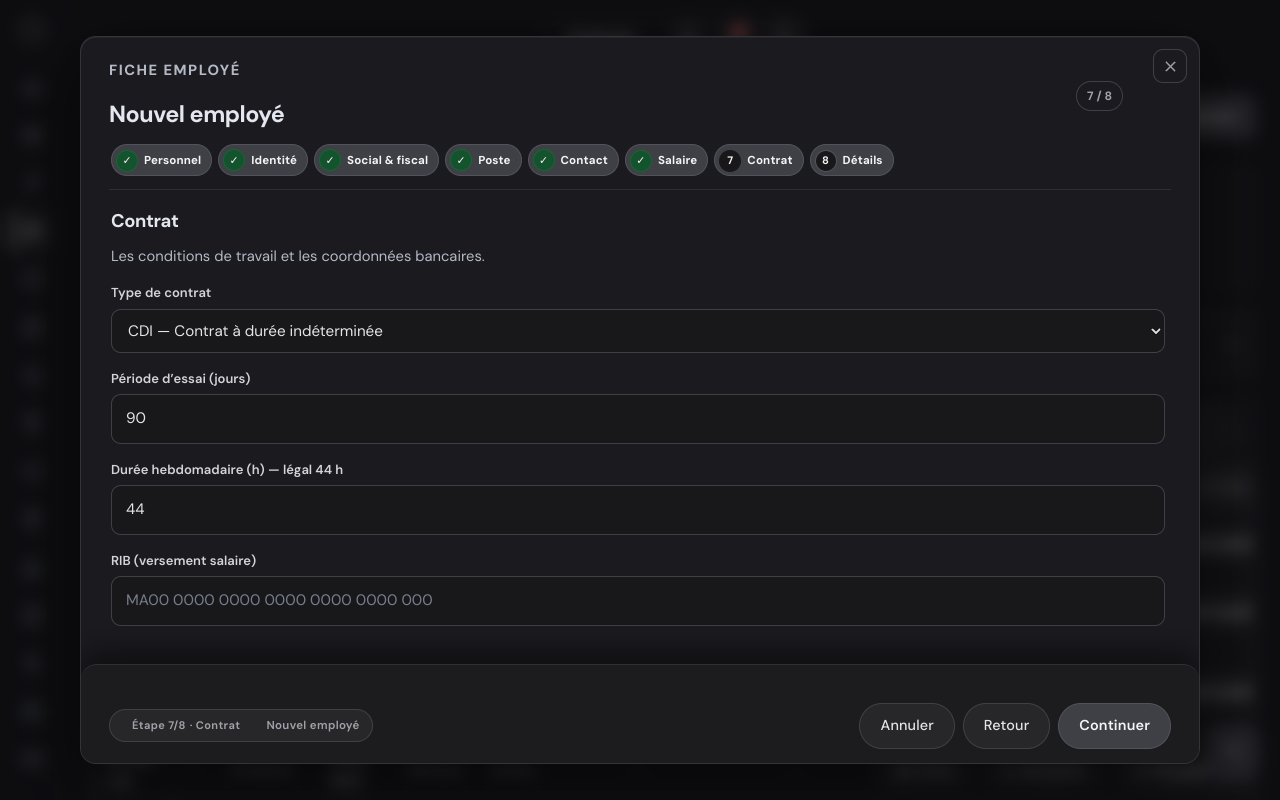 FICHE EMPLOYÉ
Nouvel employé
7 / 8
✓ Personnel ✓ Identité ✓ Social & fiscal ✓ Poste ✓ Contact ✓ Salaire 7 Contrat 8 Détails
Contrat
Les conditions de travail et les coordonnées bancaires.
Type de contrat
CDI — Contrat à durée indéterminée
Période d’essai (jours)
90
Durée hebdomadaire (h) — légal 44 h
44
RIB (versement salaire)
MA00 0000 0000 0000 0000 0000 000
Étape 7/8 · Contrat Nouvel employé
Annuler Retour Continuer